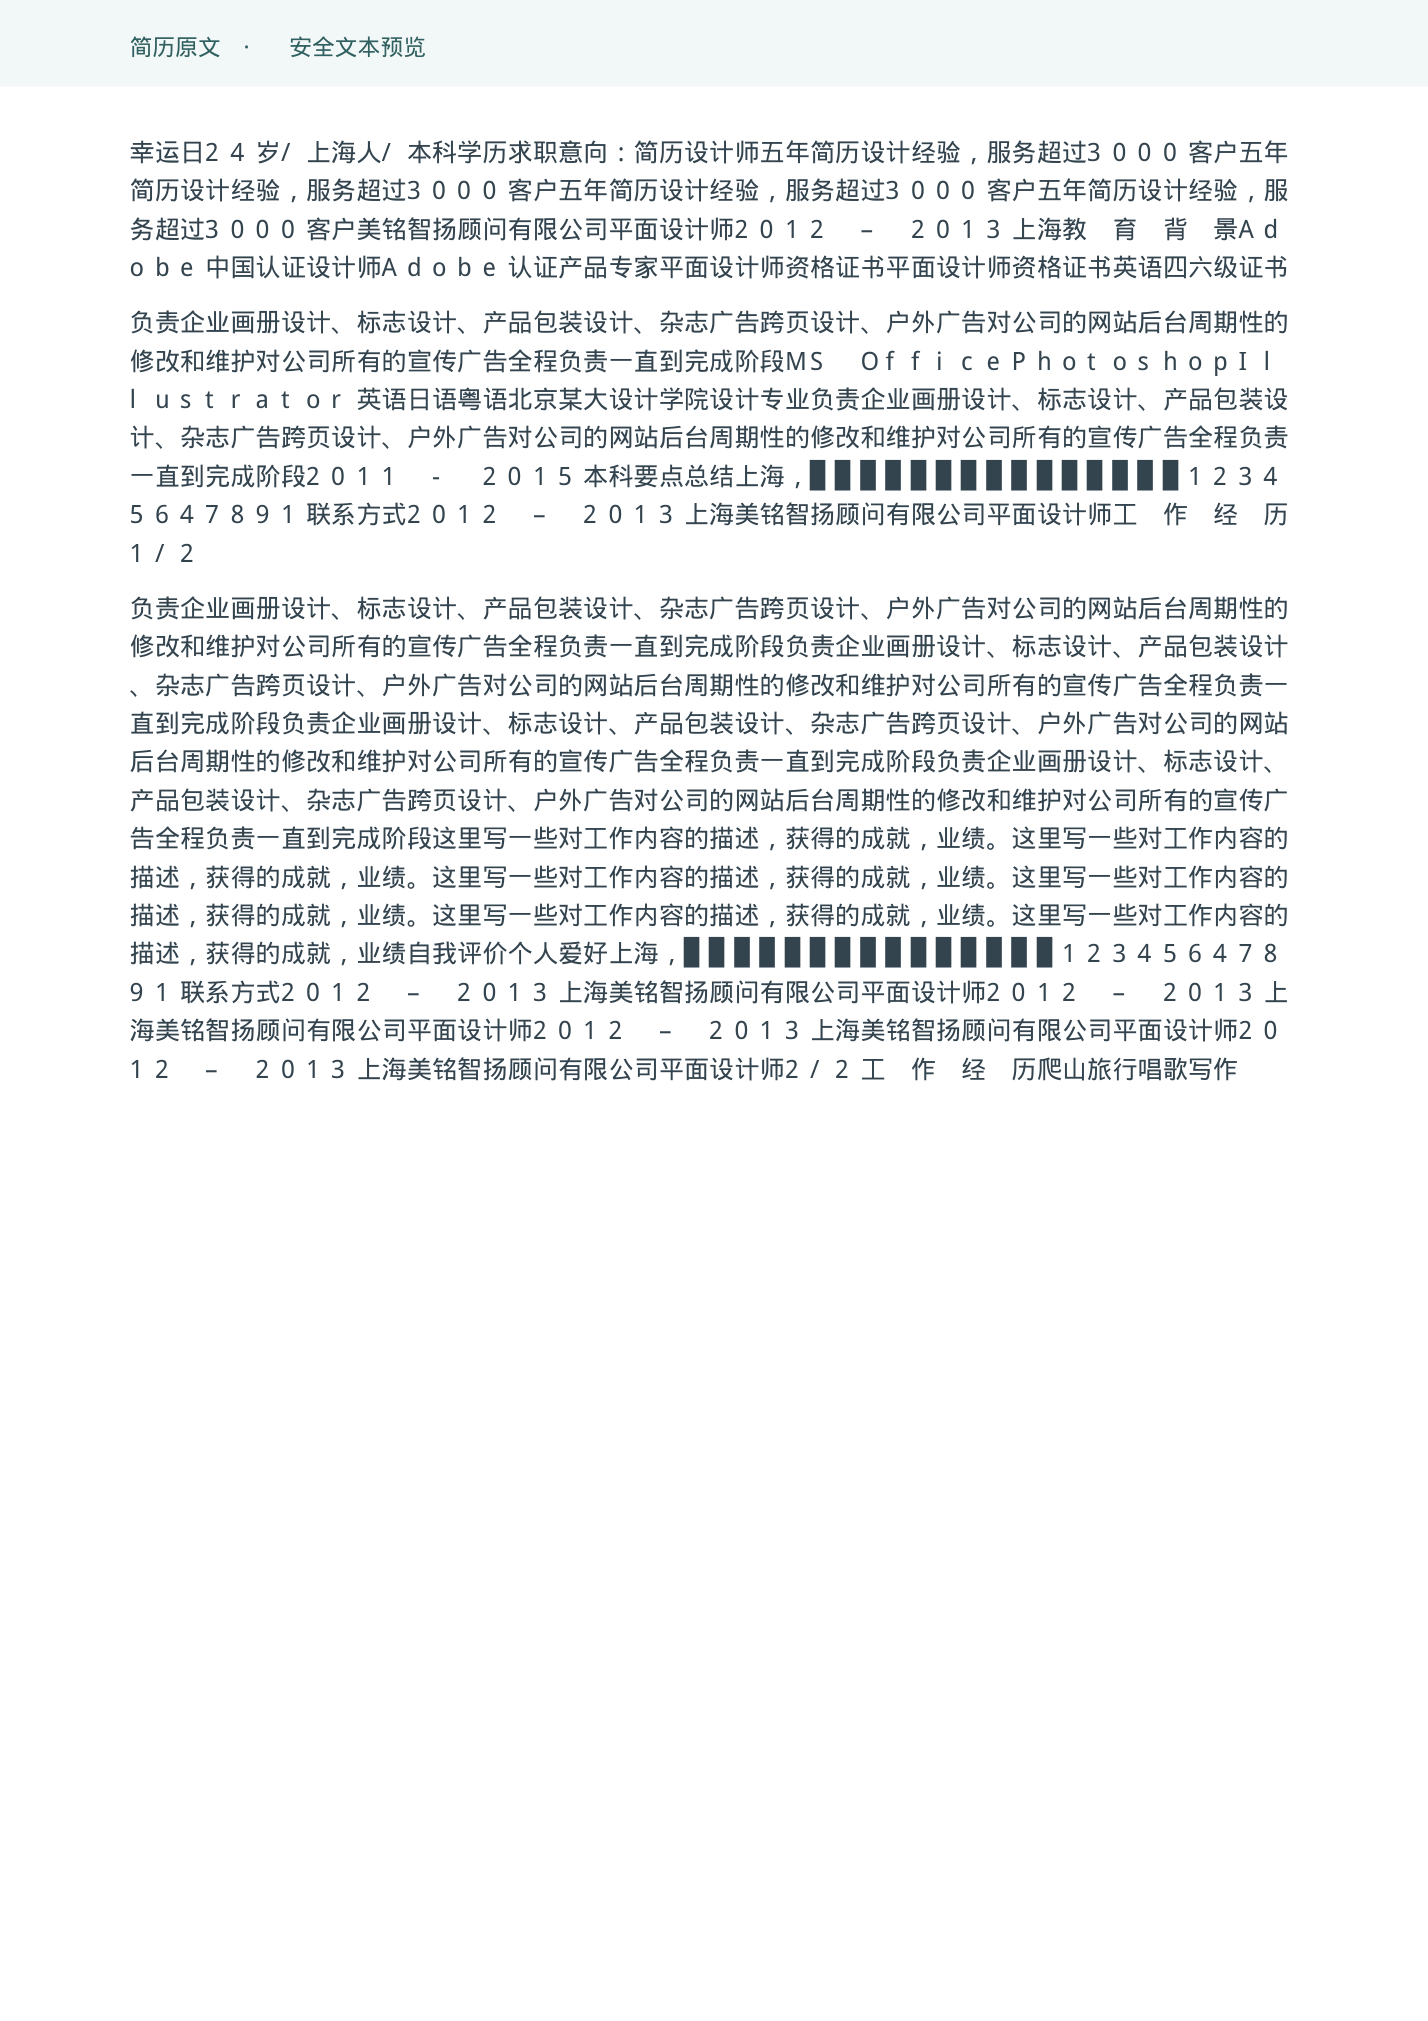 简历原文 · 安全文本预览
幸运日24岁/ 上海人/ 本科学历求职意向:简历设计师五年简历设计经验,服务超过3000客户五年
简历设计经验,服务超过3000客户五年简历设计经验,服务超过3000客户五年简历设计经验,服
务超过3000客户美铭智扬顾问有限公司平面设计师2012 – 2013上海教 育 背 景Ad
obe中国认证设计师Adobe认证产品专家平面设计师资格证书平面设计师资格证书英语四六级证书
负责企业画册设计、标志设计、产品包装设计、杂志广告跨页设计、户外广告对公司的网站后台周期性的
修改和维护对公司所有的宣传广告全程负责一直到完成阶段MS OfficePhotoshopIl
lustrator英语日语粤语北京某大设计学院设计专业负责企业画册设计、标志设计、产品包装设
计、杂志广告跨页设计、户外广告对公司的网站后台周期性的修改和维护对公司所有的宣传广告全程负责
一直到完成阶段2011 - 2015本科要点总结上海,███████████████1234
5647891联系方式2012 – 2013上海美铭智扬顾问有限公司平面设计师工 作 经 历
1/2
负责企业画册设计、标志设计、产品包装设计、杂志广告跨页设计、户外广告对公司的网站后台周期性的
修改和维护对公司所有的宣传广告全程负责一直到完成阶段负责企业画册设计、标志设计、产品包装设计
、杂志广告跨页设计、户外广告对公司的网站后台周期性的修改和维护对公司所有的宣传广告全程负责一
直到完成阶段负责企业画册设计、标志设计、产品包装设计、杂志广告跨页设计、户外广告对公司的网站
后台周期性的修改和维护对公司所有的宣传广告全程负责一直到完成阶段负责企业画册设计、标志设计、
产品包装设计、杂志广告跨页设计、户外广告对公司的网站后台周期性的修改和维护对公司所有的宣传广
告全程负责一直到完成阶段这里写一些对工作内容的描述,获得的成就,业绩。这里写一些对工作内容的
描述,获得的成就,业绩。这里写一些对工作内容的描述,获得的成就,业绩。这里写一些对工作内容的
描述,获得的成就,业绩。这里写一些对工作内容的描述,获得的成就,业绩。这里写一些对工作内容的
描述,获得的成就,业绩自我评价个人爱好上海,███████████████123456478
91联系方式2012 – 2013上海美铭智扬顾问有限公司平面设计师2012 – 2013上
海美铭智扬顾问有限公司平面设计师2012 – 2013上海美铭智扬顾问有限公司平面设计师20
12 – 2013上海美铭智扬顾问有限公司平面设计师2/2工 作 经 历爬山旅行唱歌写作